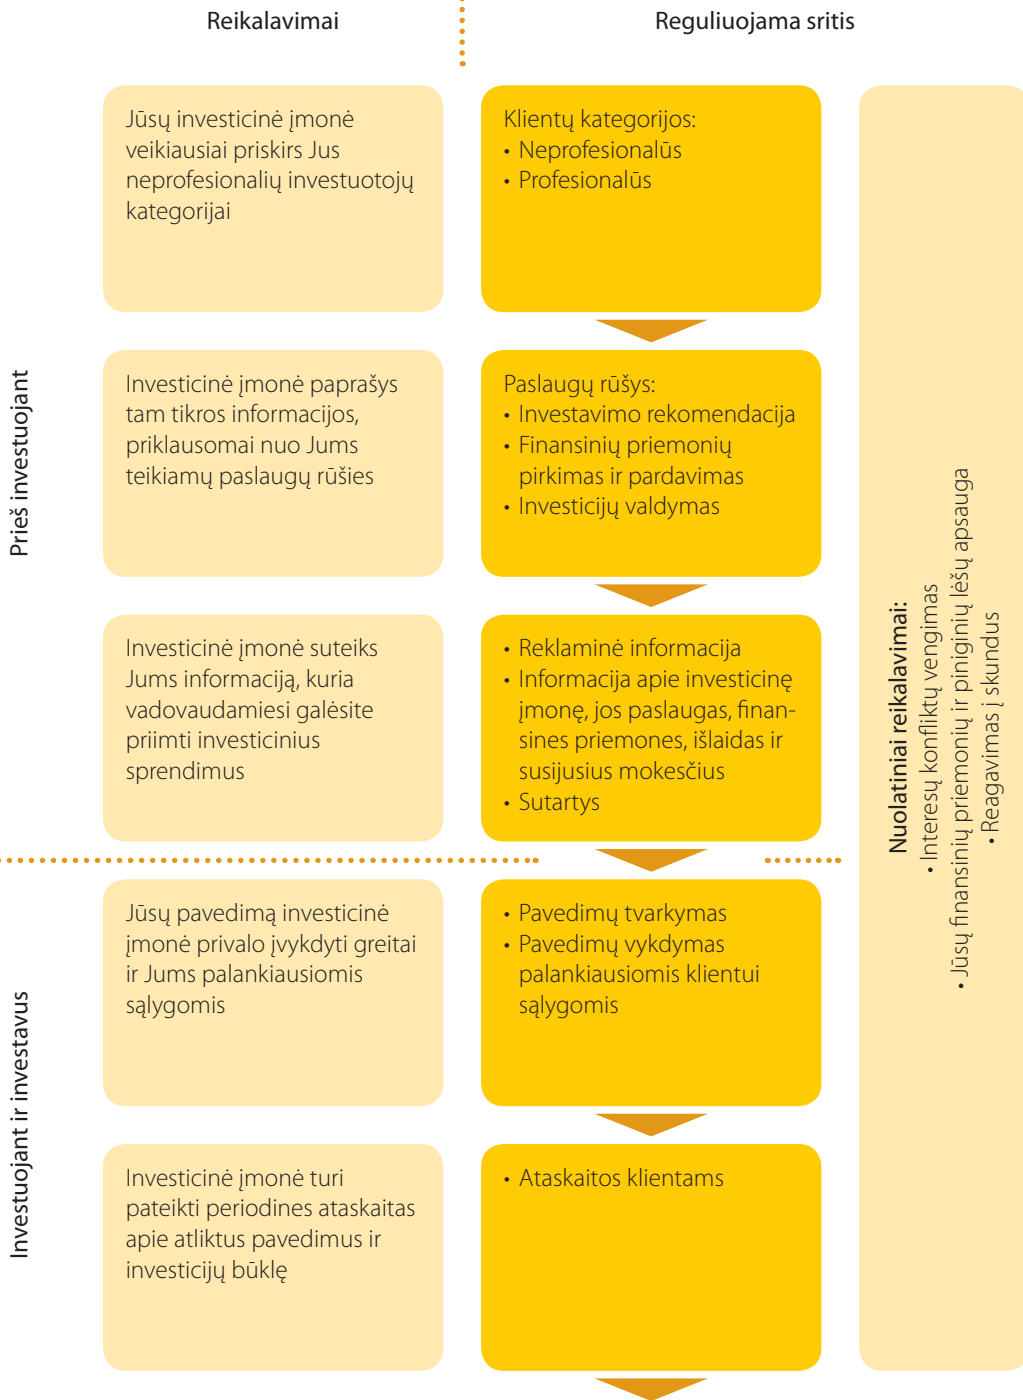 Reikalavimai
Reguliuojama sritis
Prieš investuojant
Jūsų investicinė įmonė
veikiausiai priskirs Jus
neprofesionalių investuotojų
kategorijai
Klientų kategorijos:
• Neprofesionalūs
• Profesionalūs
Investicinė įmonė paprašys
tam tikros informacijos,
priklausomai nuo Jums
teikiamų paslaugų rūšies
Paslaugų rūšys:
• Investavimo rekomendacija
• Finansinių priemonių
pirkimas ir pardavimas
• Investicijų valdymas
Investicinė įmonė suteiks
Jums informaciją, kuria
vadovaudamiesi galėsite
priimti investicinius
sprendimus
• Reklaminė informacija
• Informacija apie investicinę
įmonę, jos paslaugas, finan-
sines priemones, išlaidas ir
susijusius mokesčius
• Sutartys
Investuojant ir investavus
Jūsų pavedimą investicinė
įmonė privalo įvykdyti greitai
ir Jums palankiausiomis
sąlygomis
• Pavedimų tvarkymas
• Pavedimų vykdymas
palankiausiomis klientui
sąlygomis
Investicinė įmonė turi
pateikti periodines ataskaitas
apie atliktus pavedimus ir
investicijų būklę
• Ataskaitos klientams
Nuolatiniai reikalavimai:
• Interesų konfliktų vengimas
• Jūsų finansinių priemonių ir piniginių lėšų apsauga
• Reagavimas į skundus